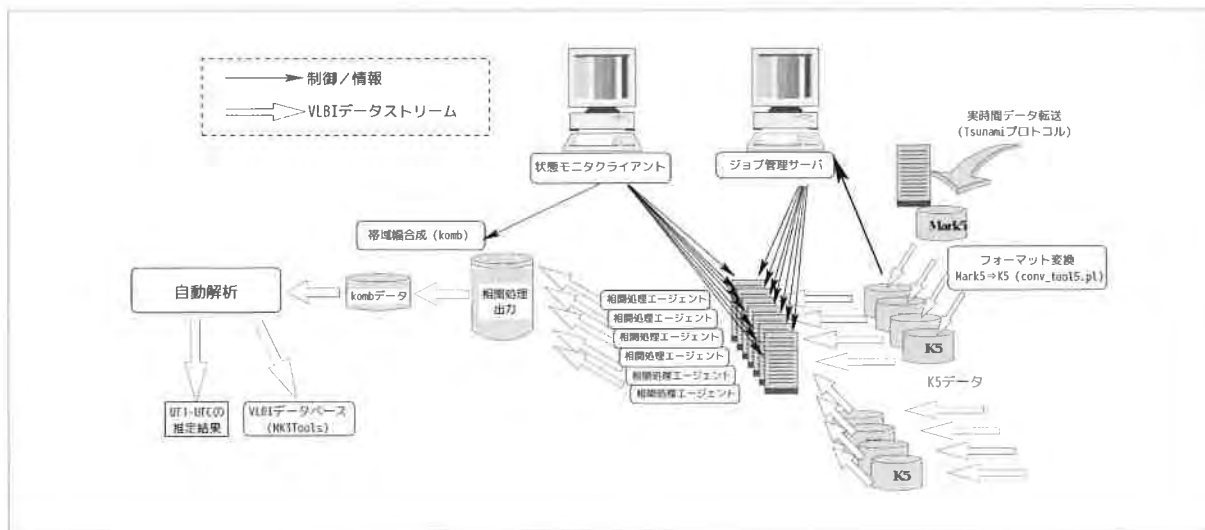 制御／情報
VLBIデータストリーム
状態モニタクライアント
ジョブ管理サーバ
実時間データ転送
(Tsunamiプロトコル)
Mark5
フォーマット変換
Mark5⇒K5 (conv_tool5.pl)
帯域幅合成 (komb)
自動解析
kombデータ
相関処理
出力
相関処理エージェント
相関処理エージェント
相関処理エージェント
相関処理エージェント
相関処理エージェント
相関処理エージェント
K5
K5データ
UT1-UTCの
推定結果
VLBIデータベース
(MK3Tools)
K5